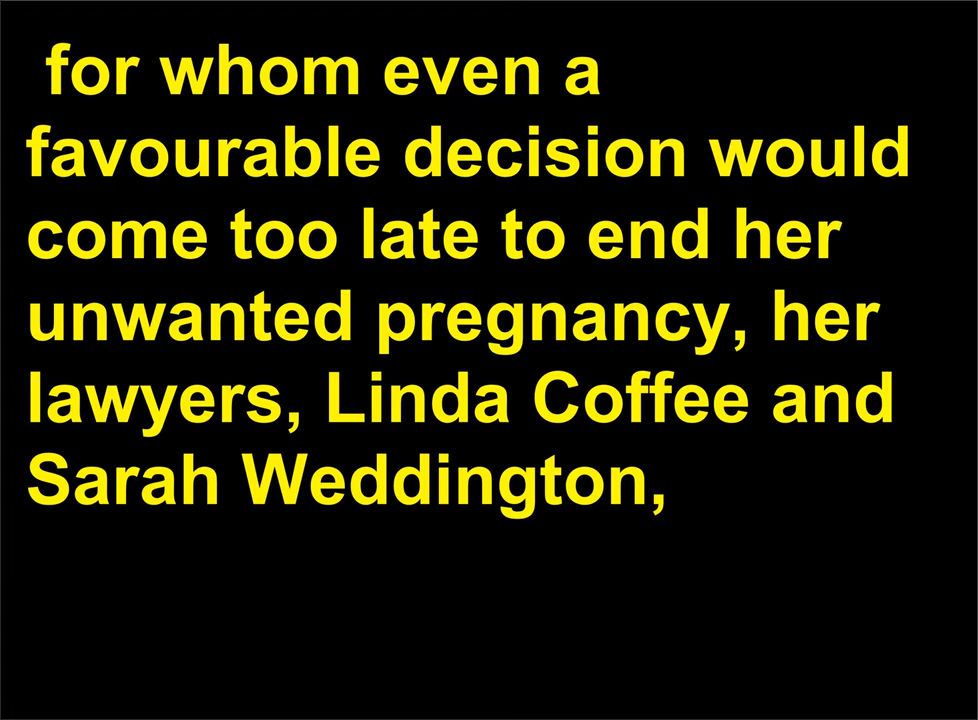 for whom even a
favourable decision would
come too late to end her
unwanted pregnancy, her
lawyers, Linda Coffee and
Sarah Weddington,